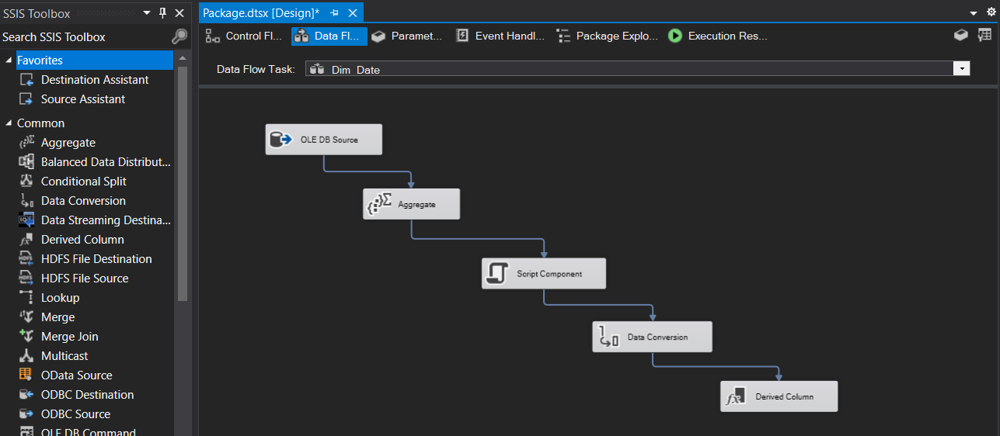 SSIS Toolbox
Search SSIS Toolbox
Favorites
Destination Assistant
Source Assistant
Common
Aggregate
Balanced Data Distribut...
Conditional Split
Data Conversion
Data Streaming Destina...
Derived Column
HDFS File Destination
HDFS File Source
Lookup
Merge
Merge Join
Multicast
OData Source
ODBC Destination
ODBC Source
OLE DB Command
Package.dtsx [Design]*
Control Fl... Data Fl... Paramet... Event Handl... Package Explo... Execution Res...
Data Flow Task: Dim Date
OLE DB Source
Aggregate
Script Component
Data Conversion
Derived Column